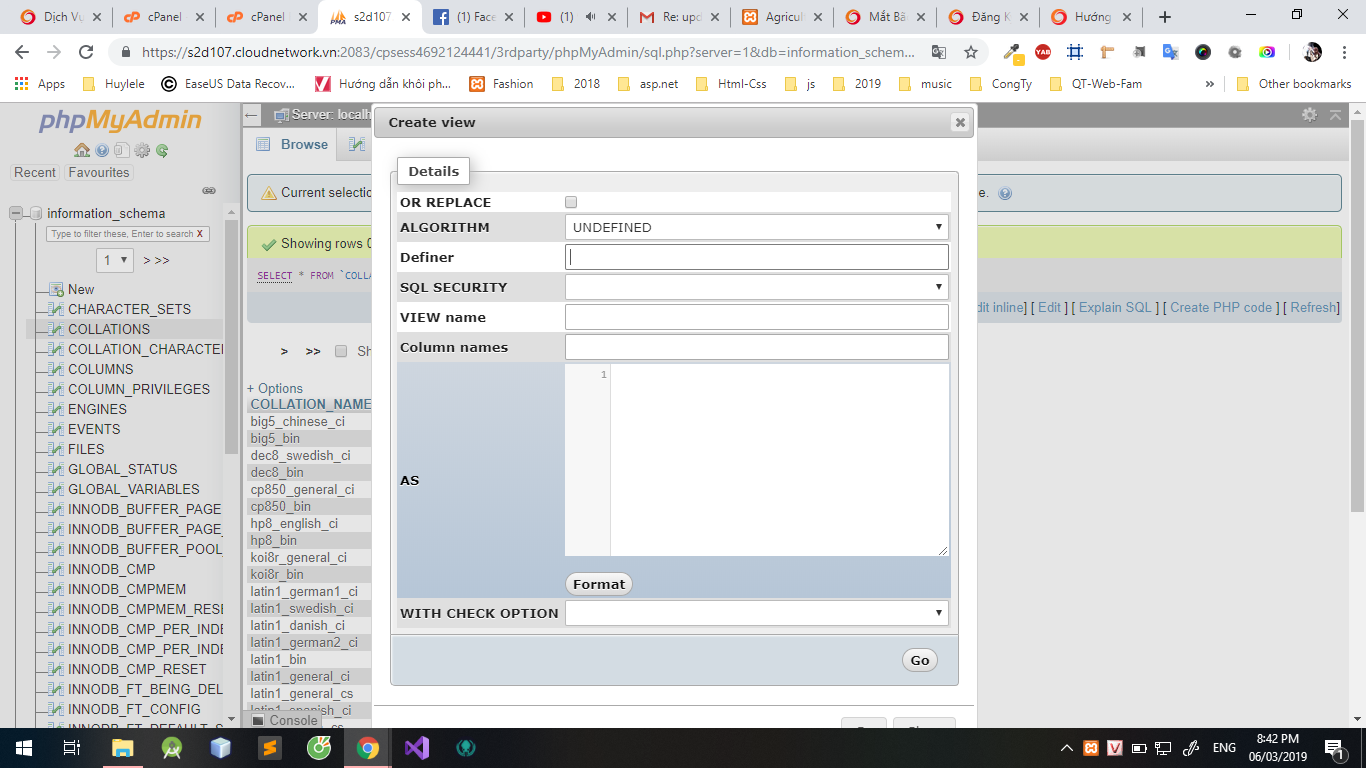 Dịch Vụ
cPanel
cPanel
s2d107
(1) Face
(1)
Re: upd
Agricul
Mắt Bã
Đăng K
Hướng
https://s2d107.cloudnetwork.vn:2083/cpsess4692124441/3rdparty/phpMyAdmin/sql.php?server=1&db=information_schem...
YAB
Apps
Huylele
EaseUS Data Recov...
Hướng dẫn khôi ph...
Fashion
2018
asp.net
Html-Css
js
2019
music
CongTy
QT-Web-Fam
»
Other bookmarks
phpMyAdmin
Recent
Favourites
information_schema
Type to filter these, Enter to search X
1 > >>
New
CHARACTER_SETS
COLLATIONS
COLLATION_CHARACTER
COLUMNS
COLUMN_PRIVILEGES
ENGINES
EVENTS
FILES
GLOBAL_STATUS
GLOBAL_VARIABLES
INNODB_BUFFER_PAGE
INNODB_BUFFER_PAGE_
INNODB_BUFFER_POOL_
INNODB_CMP
INNODB_CMPMEM
INNODB_CMPMEM_RESE
INNODB_CMP_PER_INDE
INNODB_CMP_PER_INDE
INNODB_CMP_RESET
INNODB_FT_BEING_DEL
INNODB_FT_CONFIG
INNODB_FT_DEFAULT_S
Server: localh
Browse
Current selectio
e.
Showing rows 0
SELECT * FROM `COLLA
dit inline] [ Edit ] [ Explain SQL ] [ Create PHP code ] [ Refresh]
> >> Sh
+ Options
COLLATION_NAME
big5_chinese_ci
big5_bin
dec8_swedish_ci
dec8_bin
cp850_general_ci
cp850_bin
hp8_english_ci
hp8_bin
koi8r_general_ci
koi8r_bin
latin1_german1_ci
latin1_swedish_ci
latin1_danish_ci
latin1_german2_ci
latin1_bin
latin1_general_ci
latin1_general_cs
latin1_spanish_ci
Console
_cs
Create view
Details
OR REPLACE
ALGORITHM UNDEFINED
Definer
SQL SECURITY
VIEW name
Column names
1
AS
Format
WITH CHECK OPTION
Go
ENG
8:42 PM
06/03/2019
1